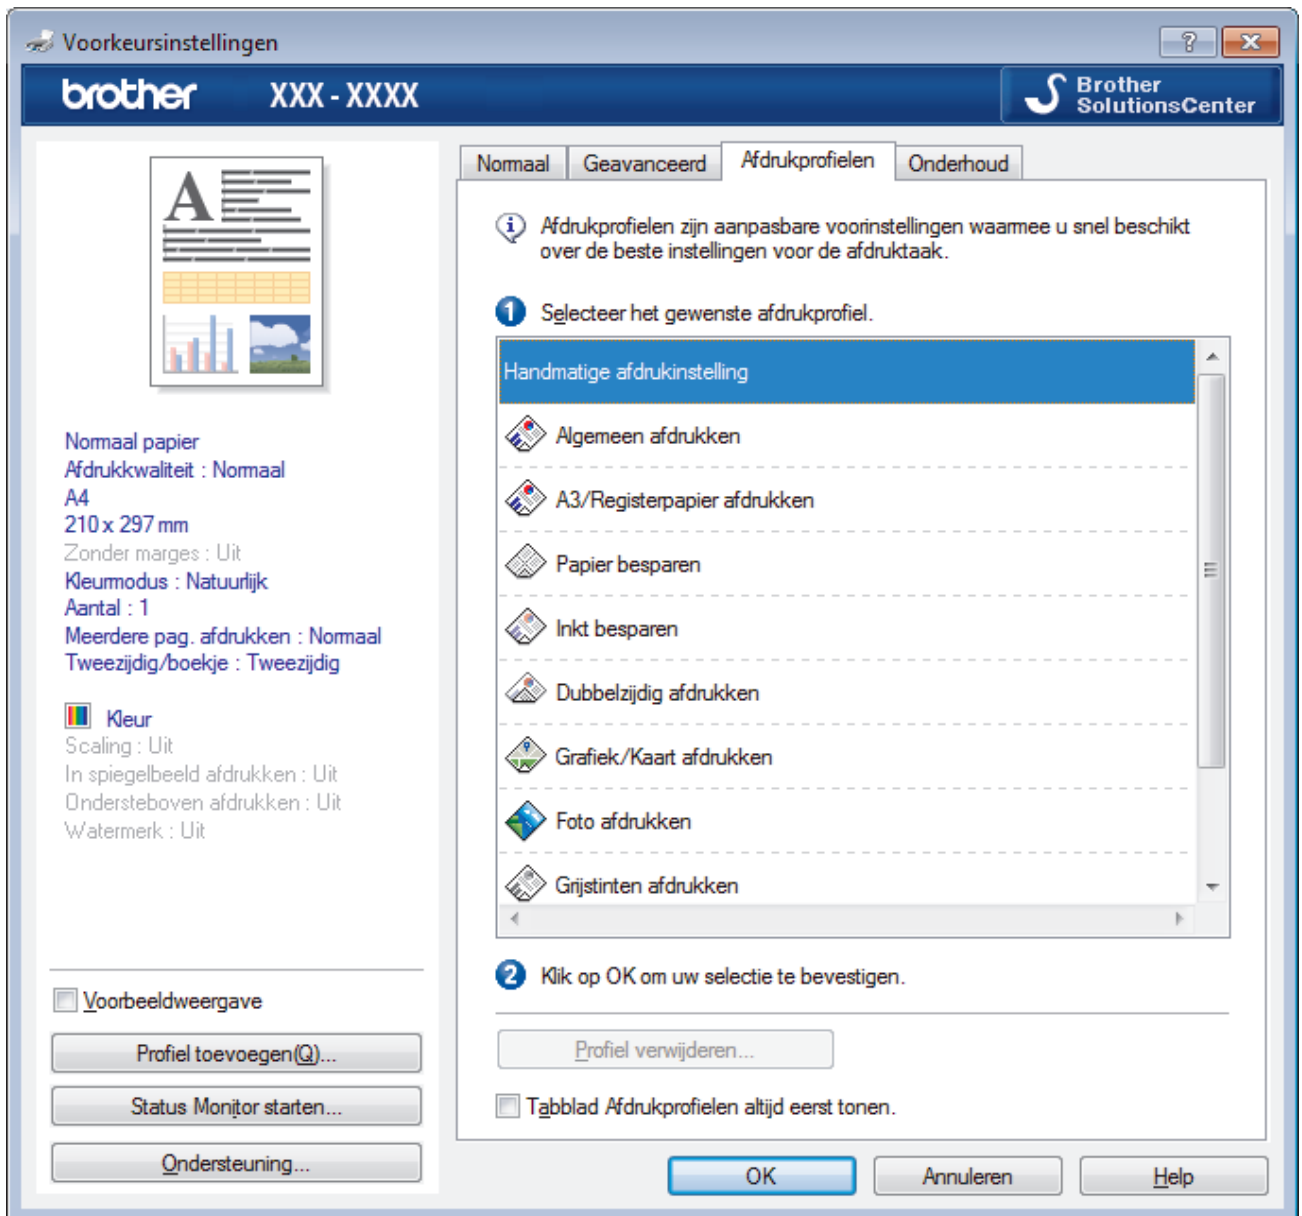 Voorkeursinstellingen
brother XXX - XXXX
Brother
SolutionsCenter
A
Normaal papier
Afdrukkwaliteit : Normaal
A4
210 x 297 mm
Zonder marges : Uit
Kleurmodus : Natuurlijk
Aantal : 1
Meerdere pag. afdrukken : Normaal
Tweezijdig/boekje : Tweezijdig
Kleur
Scaling : Uit
In spiegelbeeld afdrukken : Uit
Ondersteboven afdrukken : Uit
Watermerk : Uit
Voorbeeldweergave
Profiel toevoegen(Q)...
Status Monitor starten...
Ondersteuning...
Normaal Geavanceerd Afdrukprofielen Onderhoud
Afdrukprofielen zijn aanpasbare voorinstellingen waarmee u snel beschikt
over de beste instellingen voor de afdruktaak.
1 Selecteer het gewenste afdrukprofiel.
Handmatige afdrukinstelling
Algemeen afdrukken
A3/Registerpapier afdrukken
Papier besparen
Inkt besparen
Dubbelzijdig afdrukken
Grafiek/Kaart afdrukken
Foto afdrukken
Grijstinten afdrukken
2 Klik op OK om uw selectie te bevestigen.
Profiel verwijderen...
Tabblad Afdrukprofielen altijd eerst tonen.
OK Annuleren Help